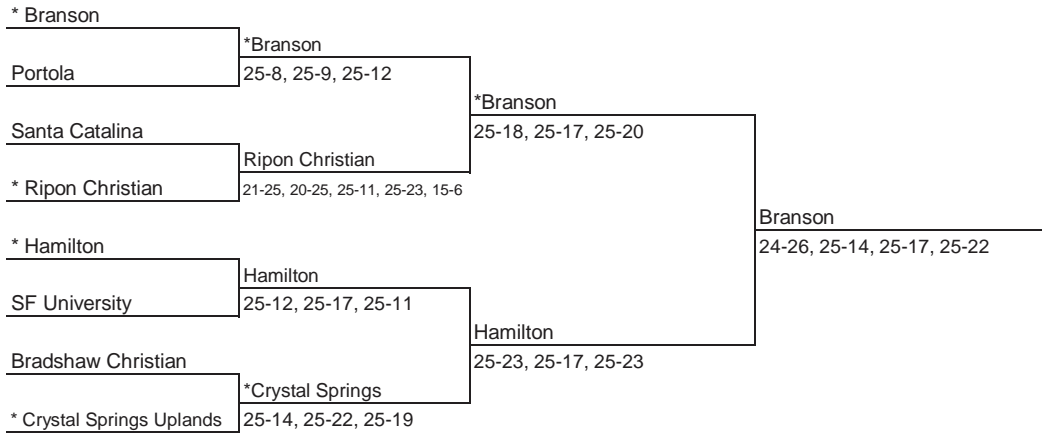 * Branson
*Branson
Portola
25-8, 25-9, 25-12
*Branson
Santa Catalina
25-18, 25-17, 25-20
Ripon Christian
* Ripon Christian
21-25, 20-25, 25-11, 25-23, 15-6
Branson
* Hamilton
24-26, 25-14, 25-17, 25-22
Hamilton
SF University
25-12, 25-17, 25-11
Hamilton
Bradshaw Christian
25-23, 25-17, 25-23
*Crystal Springs
* Crystal Springs Uplands
25-14, 25-22, 25-19